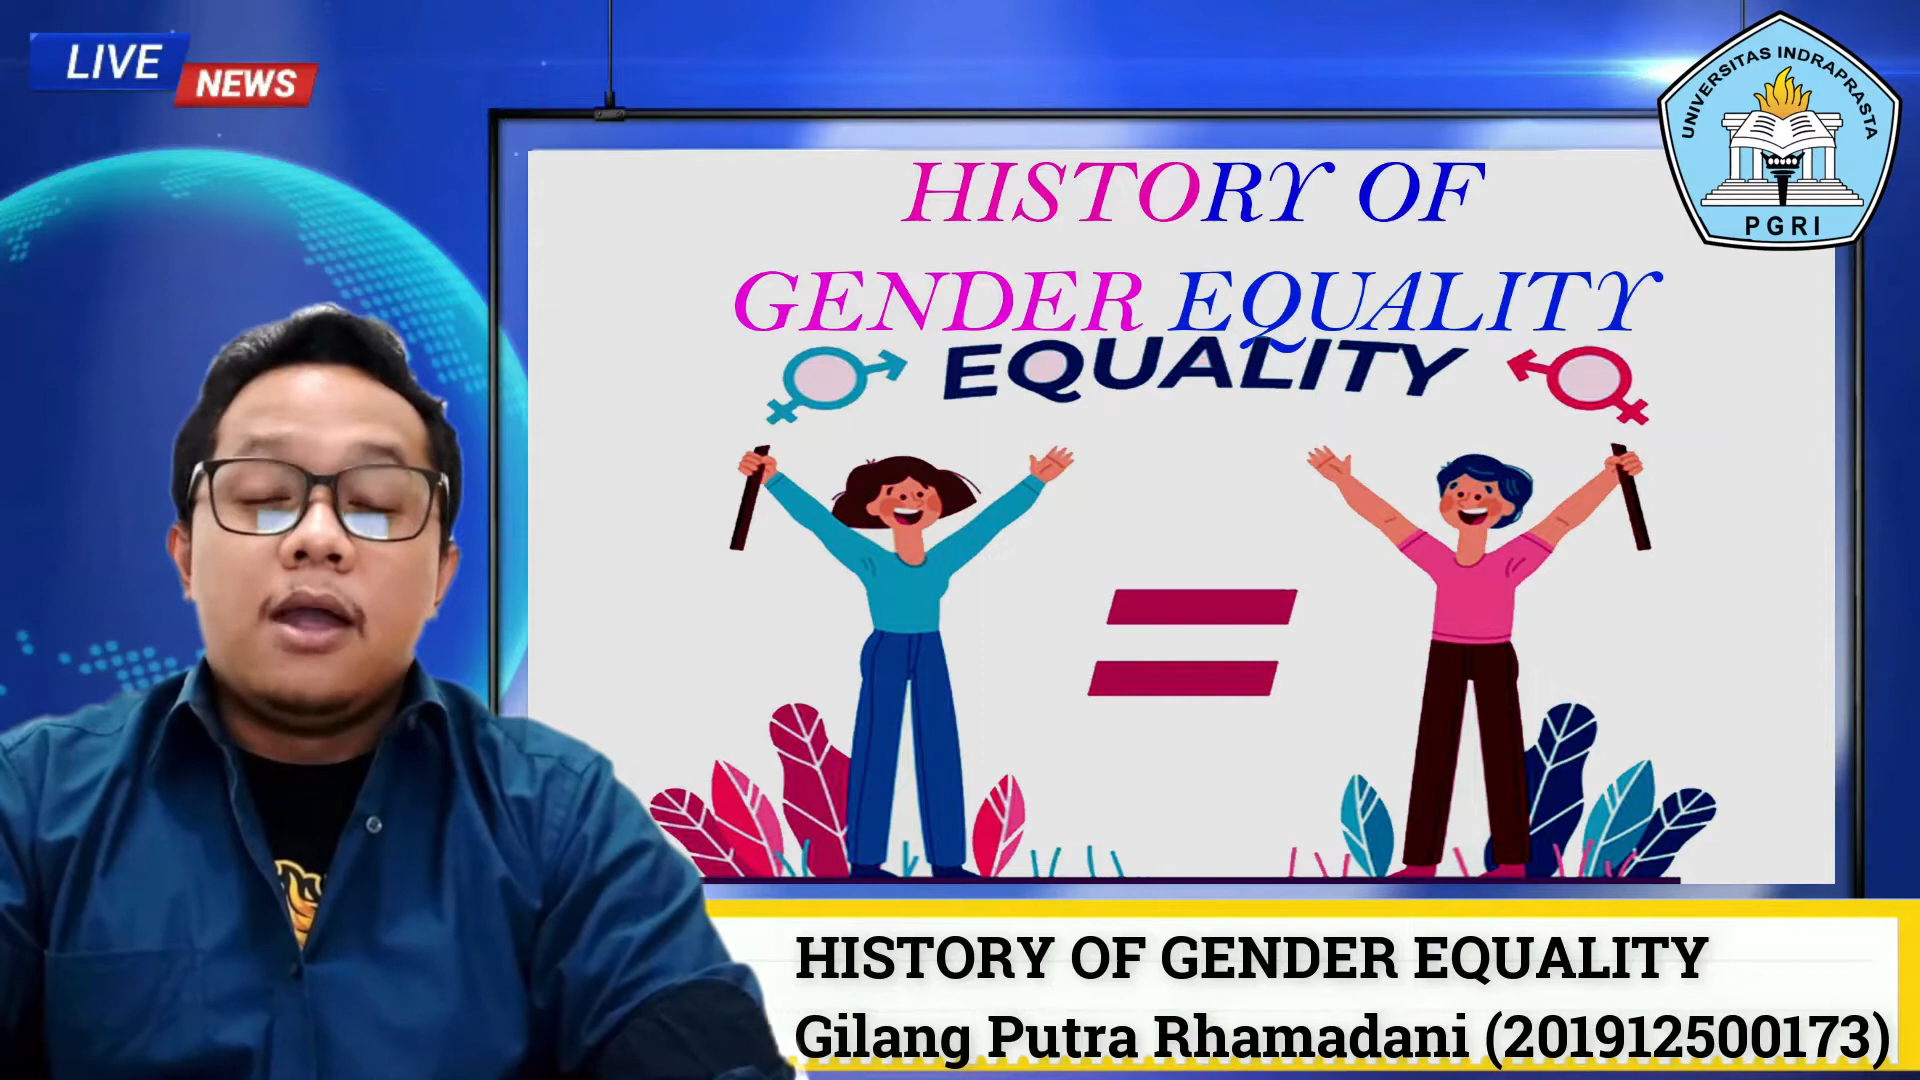 LIVE
NEWS
UNIVERSITAS INDRAPRASTA
PGRI
HISTORY OF
GENDER EQUALITY
EQUALITY
HISTORY OF GENDER EQUALITY
Gilang Putra Rhamadani (201912500173)